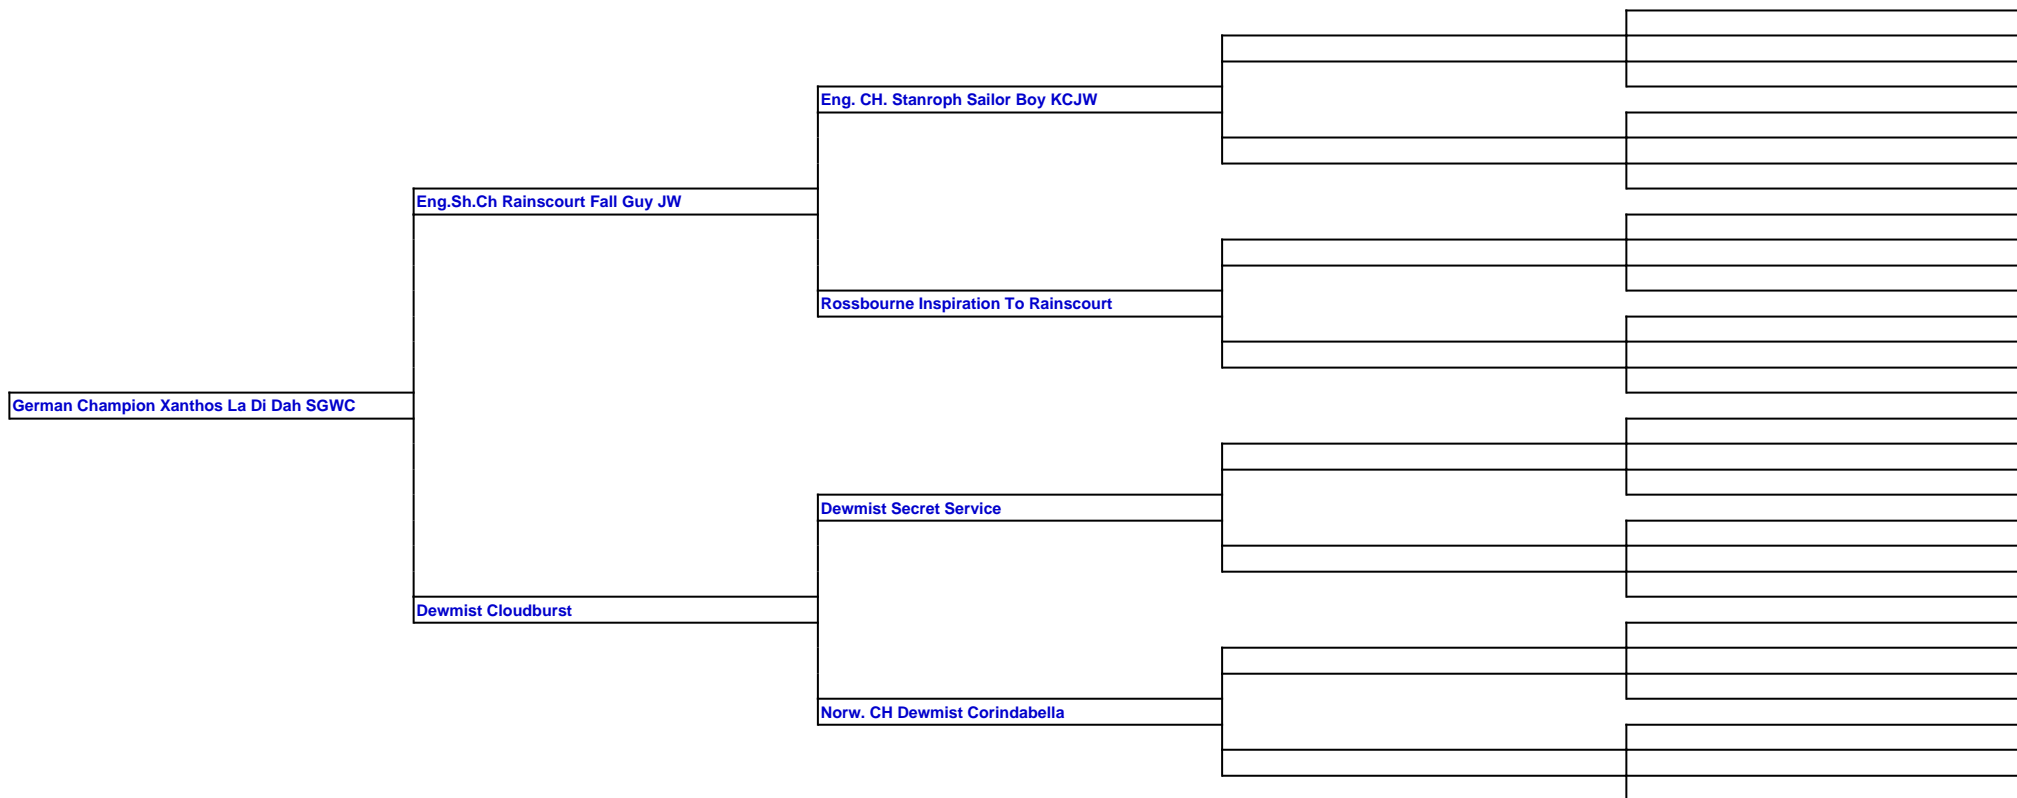 Eng. CH. Stanroph Sailor Boy KCJW
Eng.Sh.Ch Rainscourt Fall Guy JW
Rossbourne Inspiration To Rainscourt
German Champion Xanthos La Di Dah SGWC
Dewmist Secret Service
Dewmist Cloudburst
Norw. CH Dewmist Corindabella